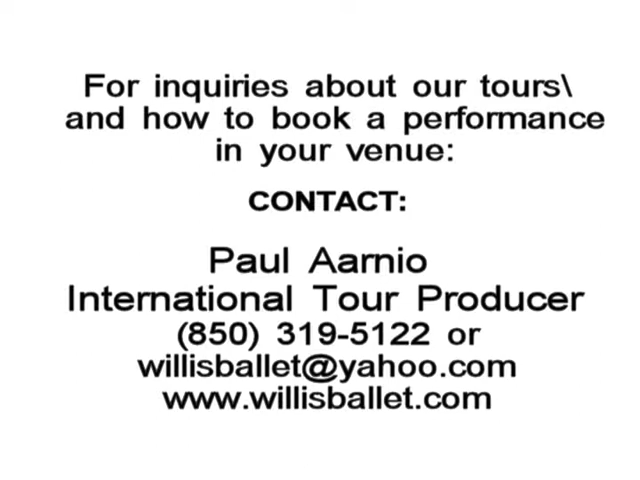 For inquiries about our tours\
and how to book a performance
in your venue:
CONTACT:
Paul Aarnio
International Tour Producer
(850) 319-5122 or
willisballet@yahoo.com
www.willisballet.com